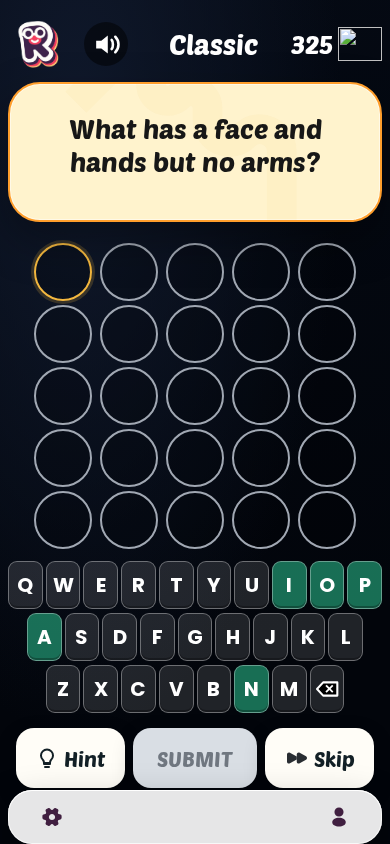 R
Classic
325
What has a face and
hands but no arms?
Q W E R T Y U I O P
A S D F G H J K L
Z X C V B N M
Hint
SUBMIT
Skip